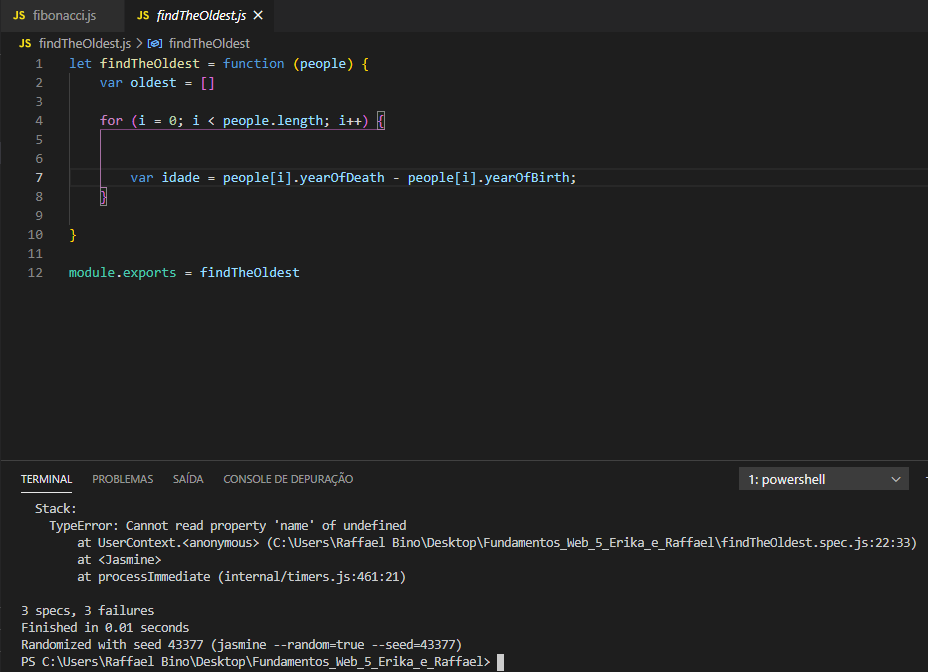 JS fibonacci.js JS findTheOldest.js ×
JS findTheOldest.js > findTheOldest
1 let findTheOldest = function (people) {
2 var oldest = []
3
4 for (i = 0; i < people.length; i++) {
5
6
7 var idade = people[i].yearOfDeath - people[i].yearOfBirth;
8 }
9
10 }
11
12 module.exports = findTheOldest
TERMINAL PROBLEMAS SAÍDA CONSOLE DE DEPURAÇÃO 1: powershell
Stack:
TypeError: Cannot read property 'name' of undefined
at UserContext.<anonymous> (C:\Users\Raffael Bino\Desktop\Fundamentos_Web_5_Erika_e_Raffael\findTheOldest.spec.js:22:33)
at <Jasmine>
at processImmediate (internal/timers.js:461:21)
3 specs, 3 failures
Finished in 0.01 seconds
Randomized with seed 43377 (jasmine --random=true --seed=43377)
PS C:\Users\Raffael Bino\Desktop\Fundamentos_Web_5_Erika_e_Raffael>